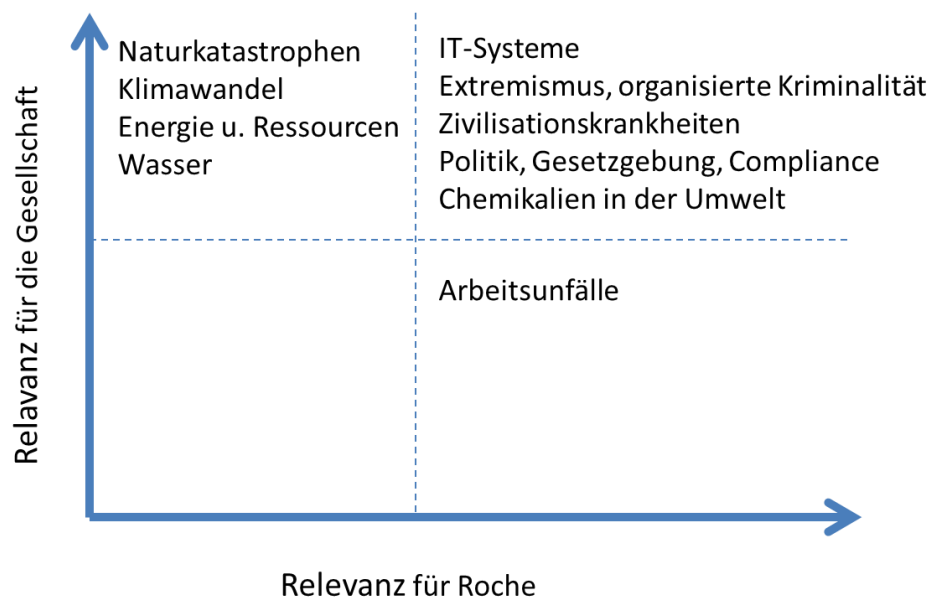 Relavanz für die Gesellschaft
Naturkatastrophen
Klimawandel
Energie u. Ressourcen
Wasser
IT-Systeme
Extremismus, organisierte Kriminalität
Zivilisationskrankheiten
Politik, Gesetzgebung, Compliance
Chemikalien in der Umwelt
Arbeitsunfälle
Relevanz für Roche